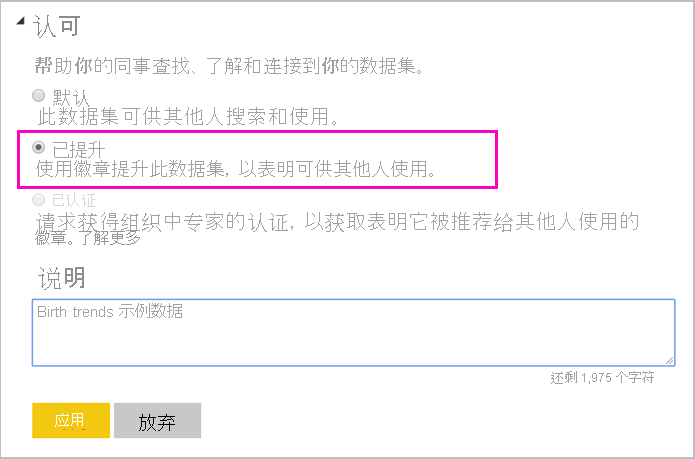 认可
帮助你的同事查找、了解和连接到你的数据集。
默认
此数据集可供其他人搜索和使用。
已提升
使用徽章提升此数据集, 以表明可供其他人使用。
已认证
请求获得组织中专家的认证, 以获取表明它被推荐给其他人使用的
徽章。了解更多
说明
Birth trends 示例数据
还剩 1,975 个字符
应用
放弃